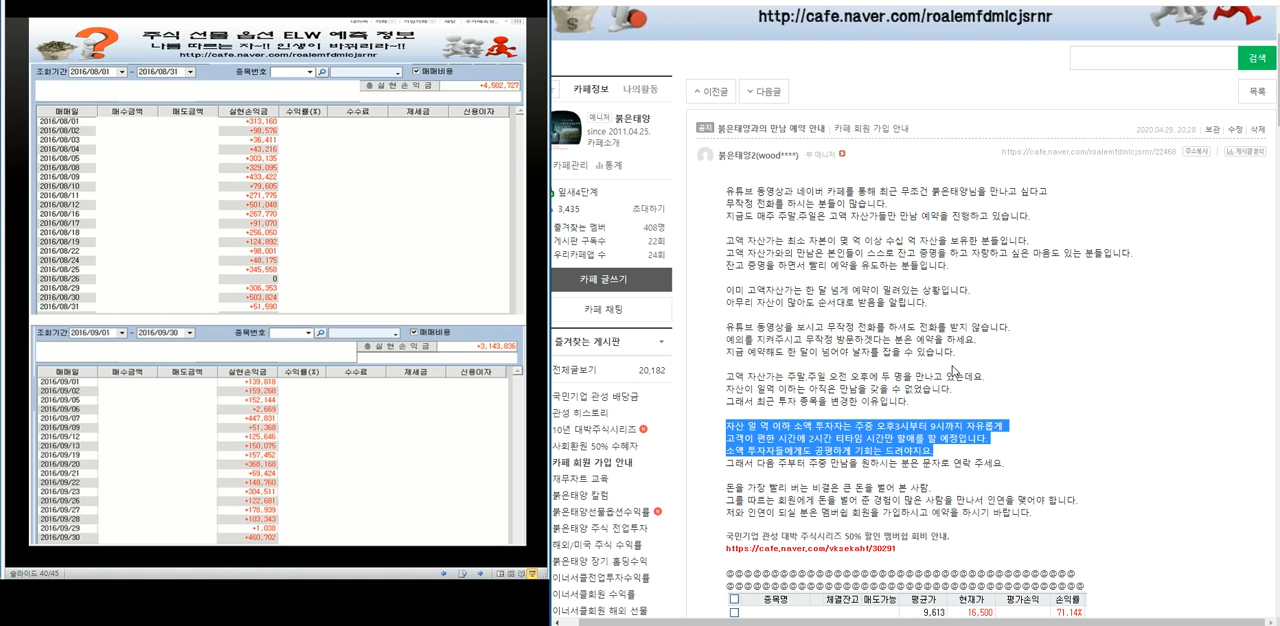 주식 선물 옵션 ELW 예측 정보
나를 따르는 자~!! 인생이 바뀌리라~!!
http://cafe.naver.com/roalemfdmlcjsrnr
조회기간 2016/08/01 ~ 2016/08/31 종목번호 매매비용
총 실 현 손 익 금 +4,502,727
매매일 매수금액 매도금액 실현손익금 수익률(%) 수수료 제세금 신용이자
2016/08/01 +313,160
2016/08/02 +98,576
2016/08/03 +36,411
2016/08/04 +43,216
2016/08/05 +303,135
2016/08/08 +329,095
2016/08/09 +433,422
2016/08/10 +79,605
2016/08/11 +271,775
2016/08/12 +501,048
2016/08/16 +267,770
2016/08/17 +91,070
2016/08/18 +256,050
2016/08/19 +124,892
2016/08/22 +98,001
2016/08/24 +48,175
2016/08/25 +345,558
2016/08/26 0
2016/08/29 +306,353
2016/08/30 +503,824
2016/08/31 +51,590
조회기간 2016/09/01 ~ 2016/09/30 종목번호 매매비용
총 실 현 손 익 금 +3,143,836
매매일 매수금액 매도금액 실현손익금 수익률(%) 수수료 제세금 신용이자
2016/09/01 +139,818
2016/09/02 +159,268
2016/09/05 +152,144
2016/09/06 +2,669
2016/09/07 +447,831
2016/09/09 +51,368
2016/09/12 +125,646
2016/09/13 +150,075
2016/09/19 +157,452
2016/09/20 +368,168
2016/09/21 +69,424
2016/09/22 +148,760
2016/09/23 +304,511
2016/09/26 +122,681
2016/09/27 +178,939
2016/09/28 +103,343
2016/09/29 +1,038
2016/09/30 +460,702
슬라이드 40/45
http://cafe.naver.com/roalemfdmlcjsrnr
검색
카페정보 나의활동
매니저 붉은태양
since 2011.04.25.
카페소개
카페관리 통계
잎새4단계
3,435 초대하기
즐겨찾는 멤버 408명
게시판 구독수 22회
우리카페앱 수 24회
카페 글쓰기
카페 채팅
즐겨찾는 게시판
전체글보기 20,182
국민기업 관성 배당금
관성 히스토리
10년 대박주식시리즈
사회환원 50% 수혜자
카페 회원 가입 안내
재무차트 교육
붉은태양 칼럼
붉은태양선물옵션수익률
붉은태양 주식 전업투자
해외/미국 주식 수익률
붉은태양 장기 홀딩수익
이너서클전업투자수익률
이너서클회원 수익률
이너서클회원 해외 선물
이전글 다음글 목록
공지 붉은태양과의 만남 예약 안내 | 카페 회원 가입 안내 2020.04.29. 20:28 보관 수정 삭제
붉은태양2(wood****) 부매니저 https://cafe.naver.com/roalemfdmlcjsrnr/22468 주소복사 게시글 분석
유튜브 동영상과 네이버 카페를 통해 최근 무조건 붉은태양님을 만나고 싶다고
무작정 전화를 하시는 분들이 많습니다.
지금도 매주 주말.주일은 고액 자산가들만 만남 예약을 진행하고 있습니다.
고액 자산가는 최소 자본이 몇 억 이상 수십 억 자산을 보유한 분들입니다.
고액 자산가와의 만남은 본인들이 스스로 잔고 증명을 하고 자랑하고 싶은 마음도 있는 분들입니다.
잔고 증명을 하면서 빨리 예약을 유도하는 분들입니다.
이미 고액자산가는 한 달 넘게 예약이 밀려있는 상황입니다.
아무리 자산이 많아도 순서대로 받음을 알립니다.
유튜브 동영상을 보시고 무작정 전화를 하셔도 전화를 받지 않습니다.
예의를 지켜주시고 무작정 방문하겠다는 분은 예약을 하세요.
지금 예약해도 한 달이 넘어야 날자를 잡을 수 있습니다.
고액 자산가는 주말.주일 오전 오후에 두 명을 만나고 있는데요.
자산이 일억 이하는 아직은 만남을 갖을 수 없었습니다.
그래서 최근 투자 종목을 변경한 이유입니다.
자산 일 억 이하 소액 투자자는 주중 오후3시부터 9시까지 자유롭게
고객이 편한 시간에 2시간 티타임 시간만 할애를 할 예정입니다.
소액 투자자들에게도 공평하게 기회는 드려야지요.
그래서 다음 주부터 주중 만남을 원하시는 분은 문자로 연락 주세요.
돈을 가장 빨리 버는 비결은 큰 돈을 벌어 본 사람.
그를 따르는 회원에게 돈을 벌어 준 경험이 많은 사람을 만나서 인연을 맺어야 합니다.
저와 인연이 되실 분은 맴버쉽 회원을 가입하시고 예약을 하시기 바랍니다.
국민기업 관성 대박 주식시리즈 50% 할인 맴버쉽 회비 안내.
https://cafe.naver.com/vksekahf/30291
@@@@@@@@@@@@@@@@@@@@@@@@@@@@@@@@
@@@@@@@@@@@@@@@@@@@@@@@@@@@@@@@@@
종목명 체결잔고 매도가능 평균가 현재가 평가손익 손익률
9,613 16,500 71.14%